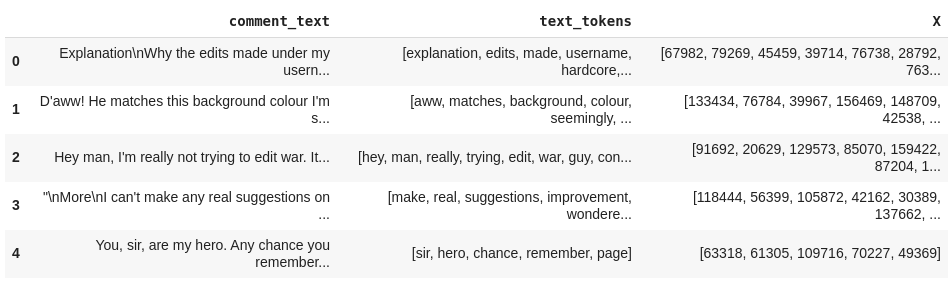 comment_text text_tokens X
0 Explanation\nWhy the edits made under my usern... [explanation, edits, made, username, hardcore,... [67982, 79269, 45459, 39714, 76738, 28792, 763...
1 D'aww! He matches this background colour I'm s... [aww, matches, background, colour, seemingly, ... [133434, 76784, 39967, 156469, 148709, 42538, ...
2 Hey man, I'm really not trying to edit war. It... [hey, man, really, trying, edit, war, guy, con... [91692, 20629, 129573, 85070, 159422, 87204, 1...
3 "\nMore\nI can't make any real suggestions on ... [make, real, suggestions, improvement, wondere... [118444, 56399, 105872, 42162, 30389, 137662, ...
4 You, sir, are my hero. Any chance you remember... [sir, hero, chance, remember, page] [63318, 61305, 109716, 70227, 49369]